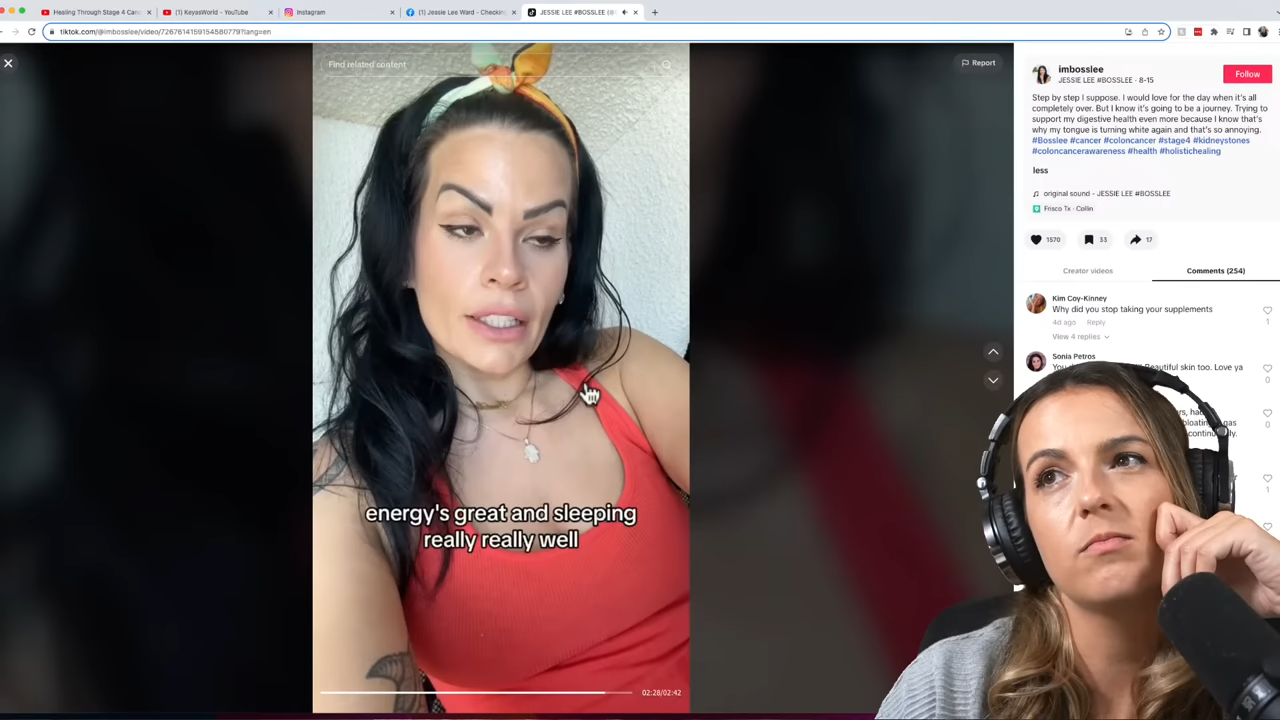 Healing Through Stage 4 Can
(1) KeyasWorld - YouTube
Instagram
(1) Jessie Lee Ward - Checkin
JESSIE LEE #BOSSLEE (@
tiktok.com/@imbosslee/video/7267614159154580779?lang=en
Find related content
Report
imbosslee
JESSIE LEE #BOSSLEE · 8-15
Follow
Step by step I suppose. I would love for the day when it's all
completely over. But I know it's going to be a journey. Trying to
support my digestive health even more because I know that's
why my tongue is turning white again and that's so annoying.
#Bosslee #cancer #coloncancer #stage4 #kidneystones
#coloncancerawareness #health #holistichealing
less
original sound - JESSIE LEE #BOSSLEE
Frisco Tx · Collin
1570
33
17
Creator videos
Comments (254)
Kim Coy-Kinney
Why did you stop taking your supplements
4d ago Reply
1
View 4 replies
Sonia Petros
Beautiful skin too. Love ya
0
0
1
energy's great and sleeping
really really well
02:28/02:42